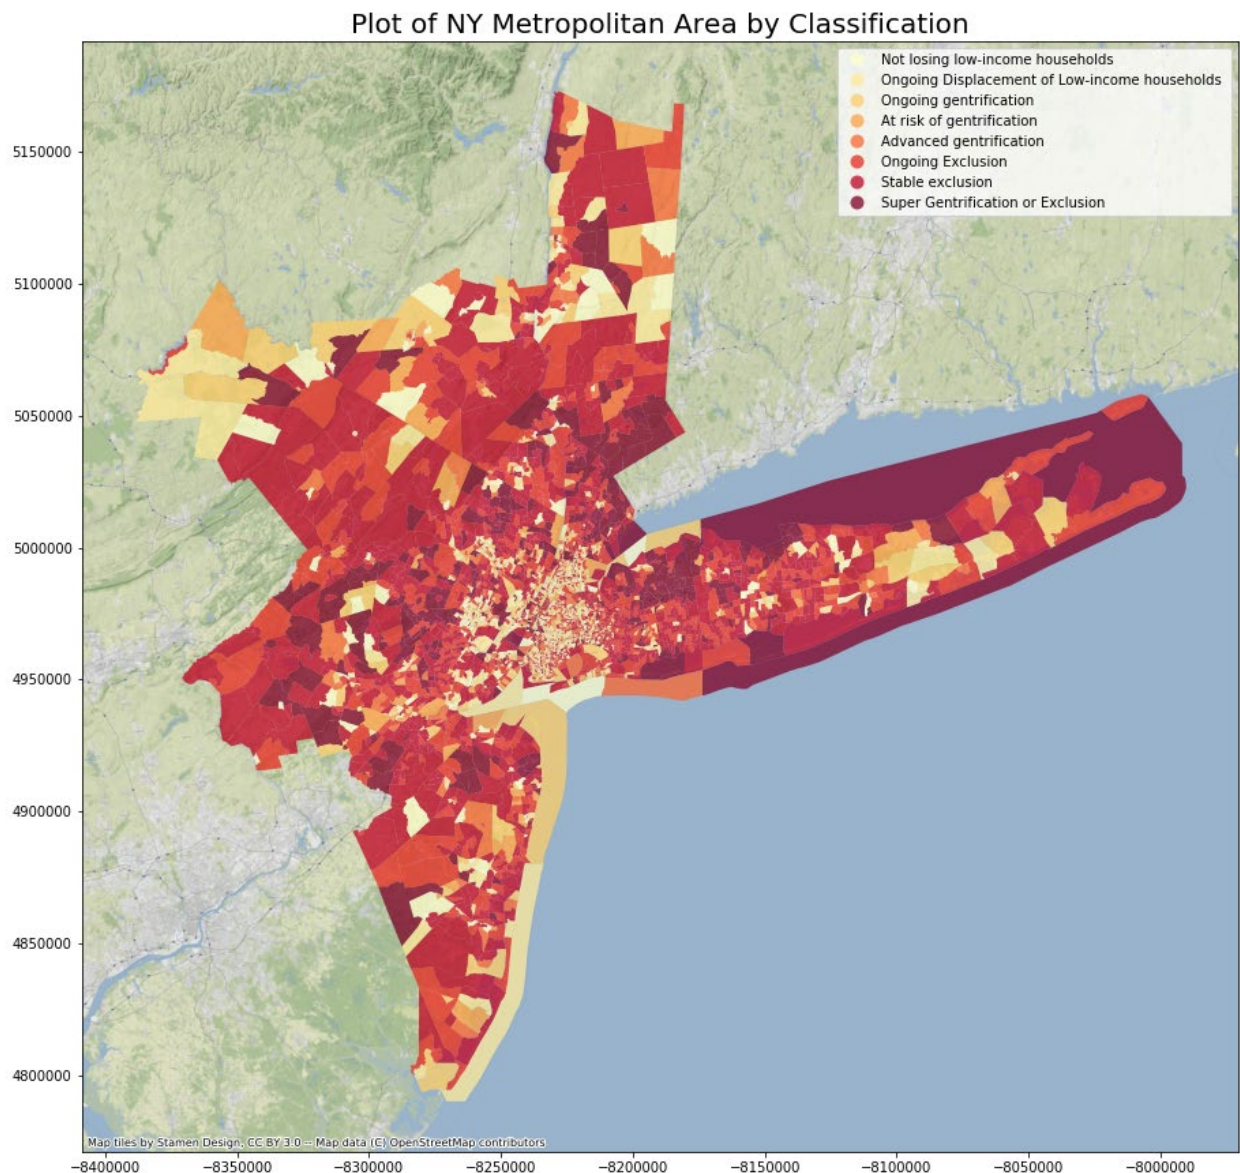 Plot of NY Metropolitan Area by Classification
Not losing low-income households
Ongoing Displacement of Low-income households
Ongoing gentrification
At risk of gentrification
Advanced gentrification
Ongoing Exclusion
Stable exclusion
Super Gentrification or Exclusion
5150000
5100000
5050000
5000000
4950000
4900000
4850000
4800000
Map tiles by Stamen Design, CC BY 3.0 -- Map data (C) OpenStreetMap contributors
−8400000 −8350000 −8300000 −8250000 −8200000 −8150000 −8100000 −8050000 −8000000